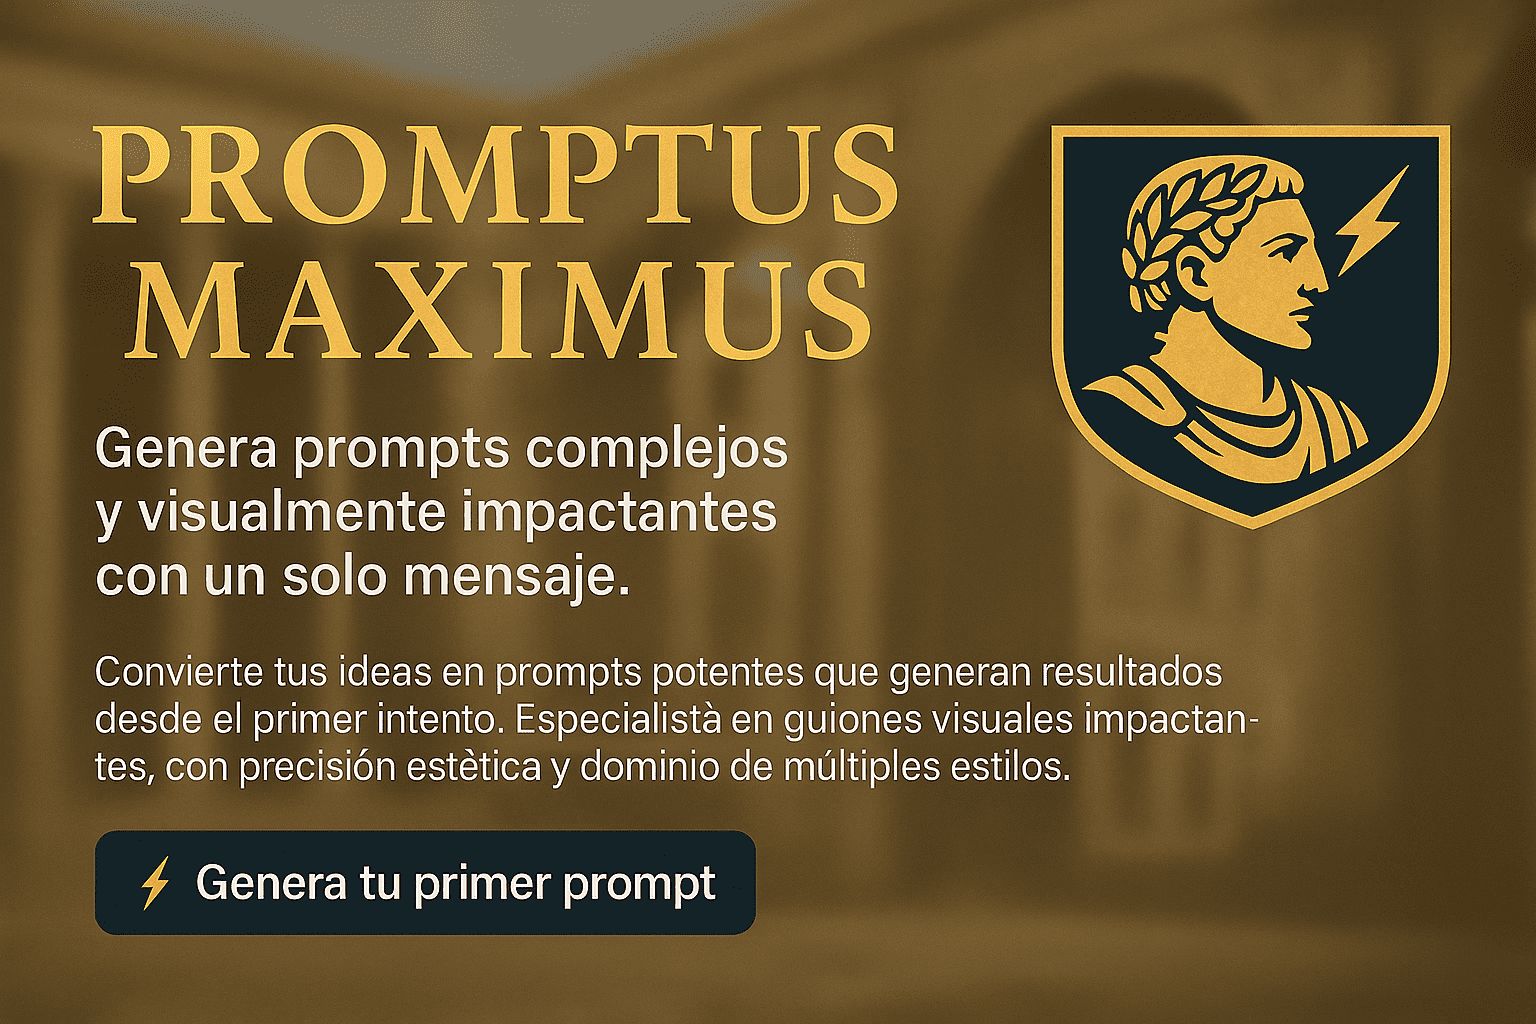 PROMPTUS
MAXIMUS
Genera prompts complejos
y visualmente impactantes
con un solo mensaje.
Convierte tus ideas en prompts potentes que generan resultados
desde el primer intento. Especialistà en guiones visuales impactan-
tes, con precisión estètica y dominio de múltiples estilos.
Genera tu primer prompt